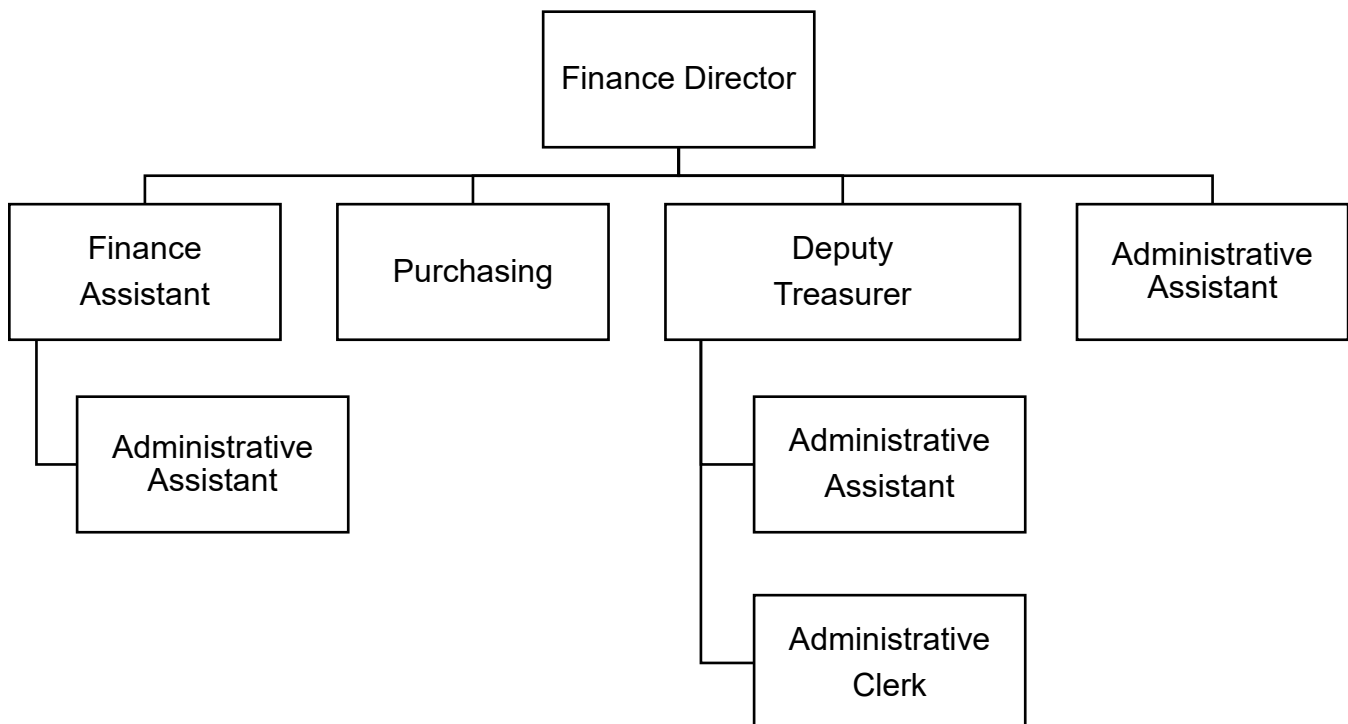 Finance Director
Finance
Assistant
Purchasing
Deputy
Treasurer
Administrative
Assistant
Administrative
Assistant
Administrative
Assistant
Administrative
Clerk